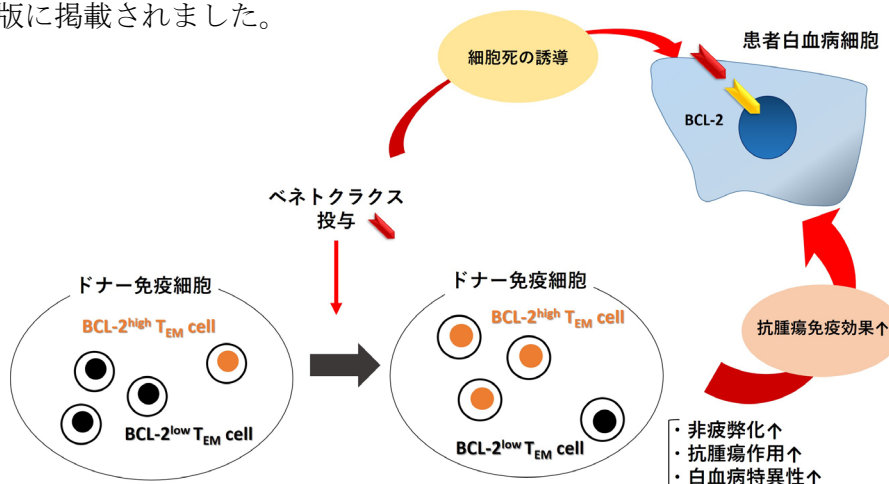 版に掲載されました。
細胞死の誘導
患者白血病細胞
BCL-2
ベネトクラクス
投与
ドナー免疫細胞
BCL-2high TEM cell
BCL-2low TEM cell
ドナー免疫細胞
BCL-2high TEM cell
BCL-2low TEM cell
抗腫瘍免疫効果↑
・非疲弊化↑
・抗腫瘍作用↑
・白血病特異性↑